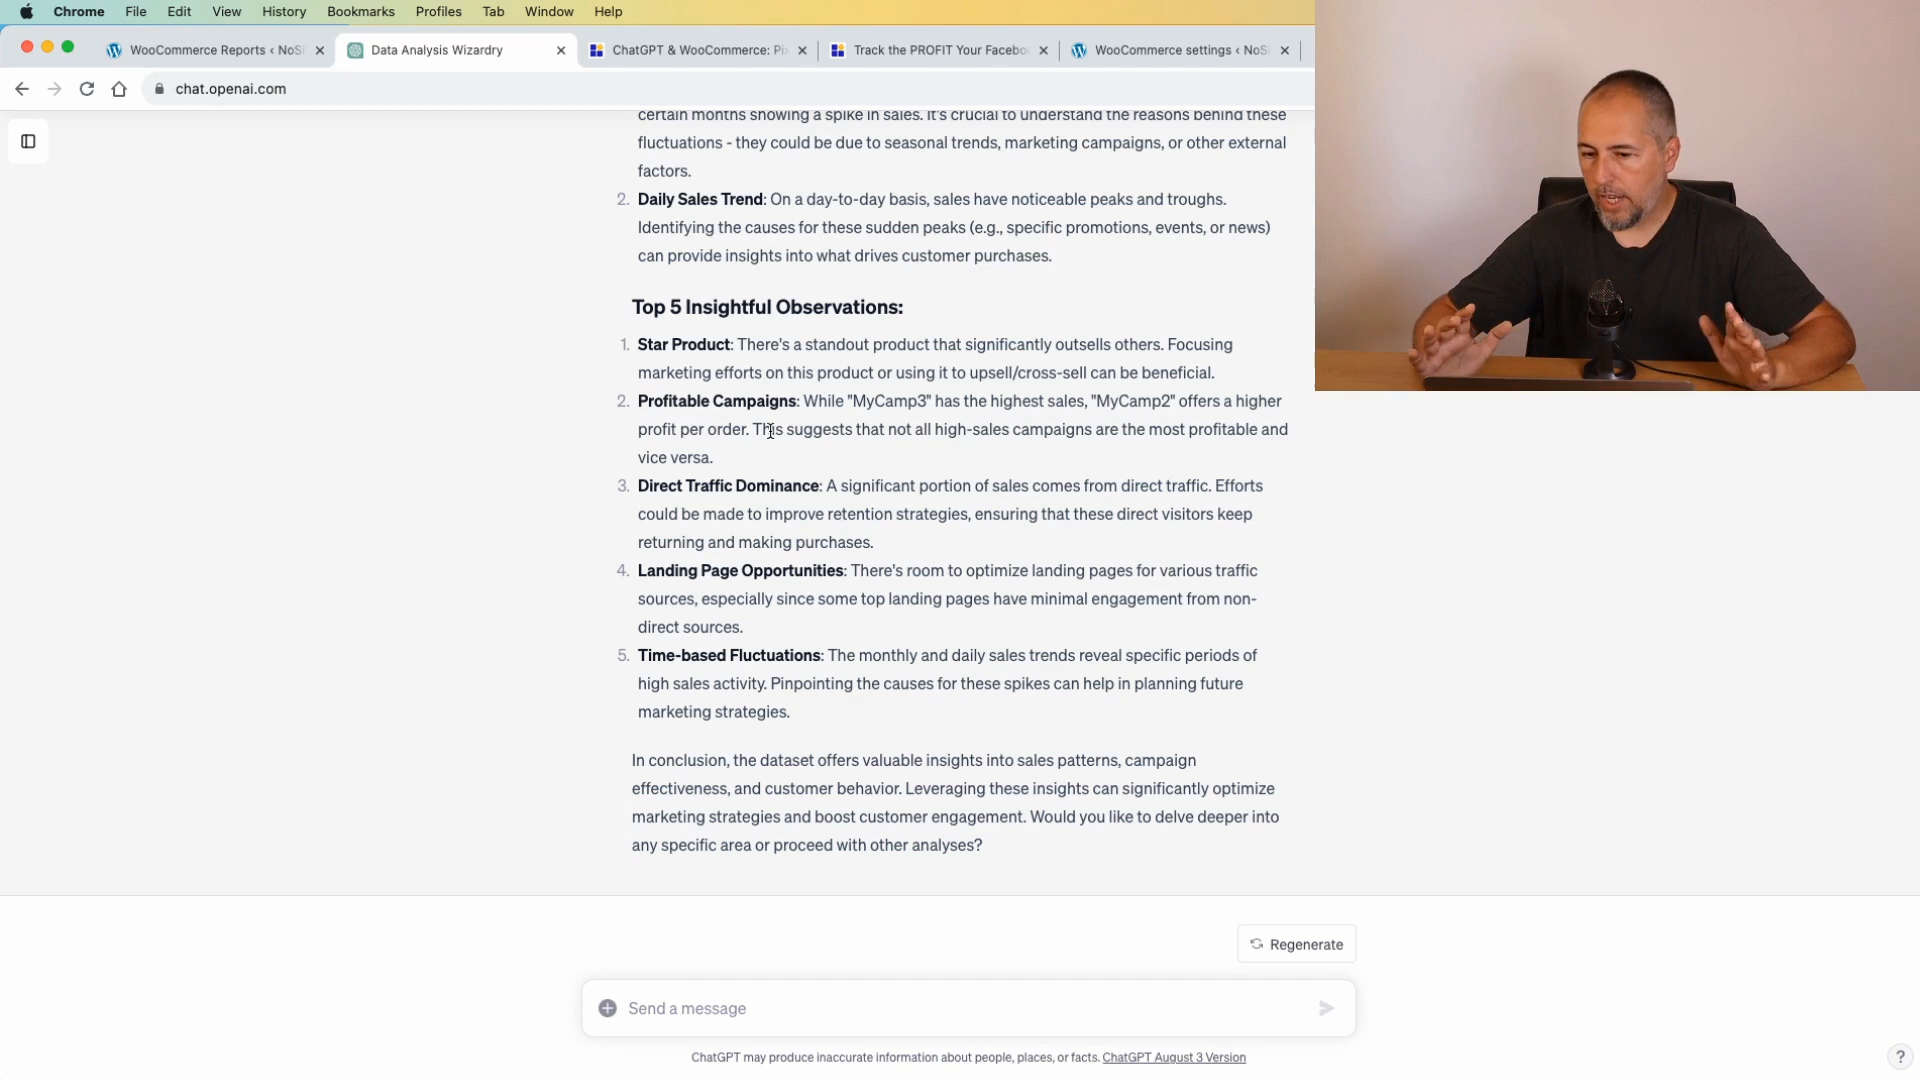 Chrome File Edit View History Bookmarks Profiles Tab Window Help
WooCommerce Reports ‹ NoSi
Data Analysis Wizardry
ChatGPT & WooCommerce: Pi
Track the PROFIT Your Facebo
WooCommerce settings ‹ NoSi
chat.openai.com
certain months showing a spike in sales. It's crucial to understand the reasons behind these
fluctuations - they could be due to seasonal trends, marketing campaigns, or other external
factors.
2. Daily Sales Trend: On a day-to-day basis, sales have noticeable peaks and troughs.
Identifying the causes for these sudden peaks (e.g., specific promotions, events, or news)
can provide insights into what drives customer purchases.
Top 5 Insightful Observations:
1. Star Product: There's a standout product that significantly outsells others. Focusing
marketing efforts on this product or using it to upsell/cross-sell can be beneficial.
2. Profitable Campaigns: While "MyCamp3" has the highest sales, "MyCamp2" offers a higher
profit per order. This suggests that not all high-sales campaigns are the most profitable and
vice versa.
3. Direct Traffic Dominance: A significant portion of sales comes from direct traffic. Efforts
could be made to improve retention strategies, ensuring that these direct visitors keep
returning and making purchases.
4. Landing Page Opportunities: There's room to optimize landing pages for various traffic
sources, especially since some top landing pages have minimal engagement from non-
direct sources.
5. Time-based Fluctuations: The monthly and daily sales trends reveal specific periods of
high sales activity. Pinpointing the causes for these spikes can help in planning future
marketing strategies.
In conclusion, the dataset offers valuable insights into sales patterns, campaign
effectiveness, and customer behavior. Leveraging these insights can significantly optimize
marketing strategies and boost customer engagement. Would you like to delve deeper into
any specific area or proceed with other analyses?
Regenerate
Send a message
ChatGPT may produce inaccurate information about people, places, or facts. ChatGPT August 3 Version
?